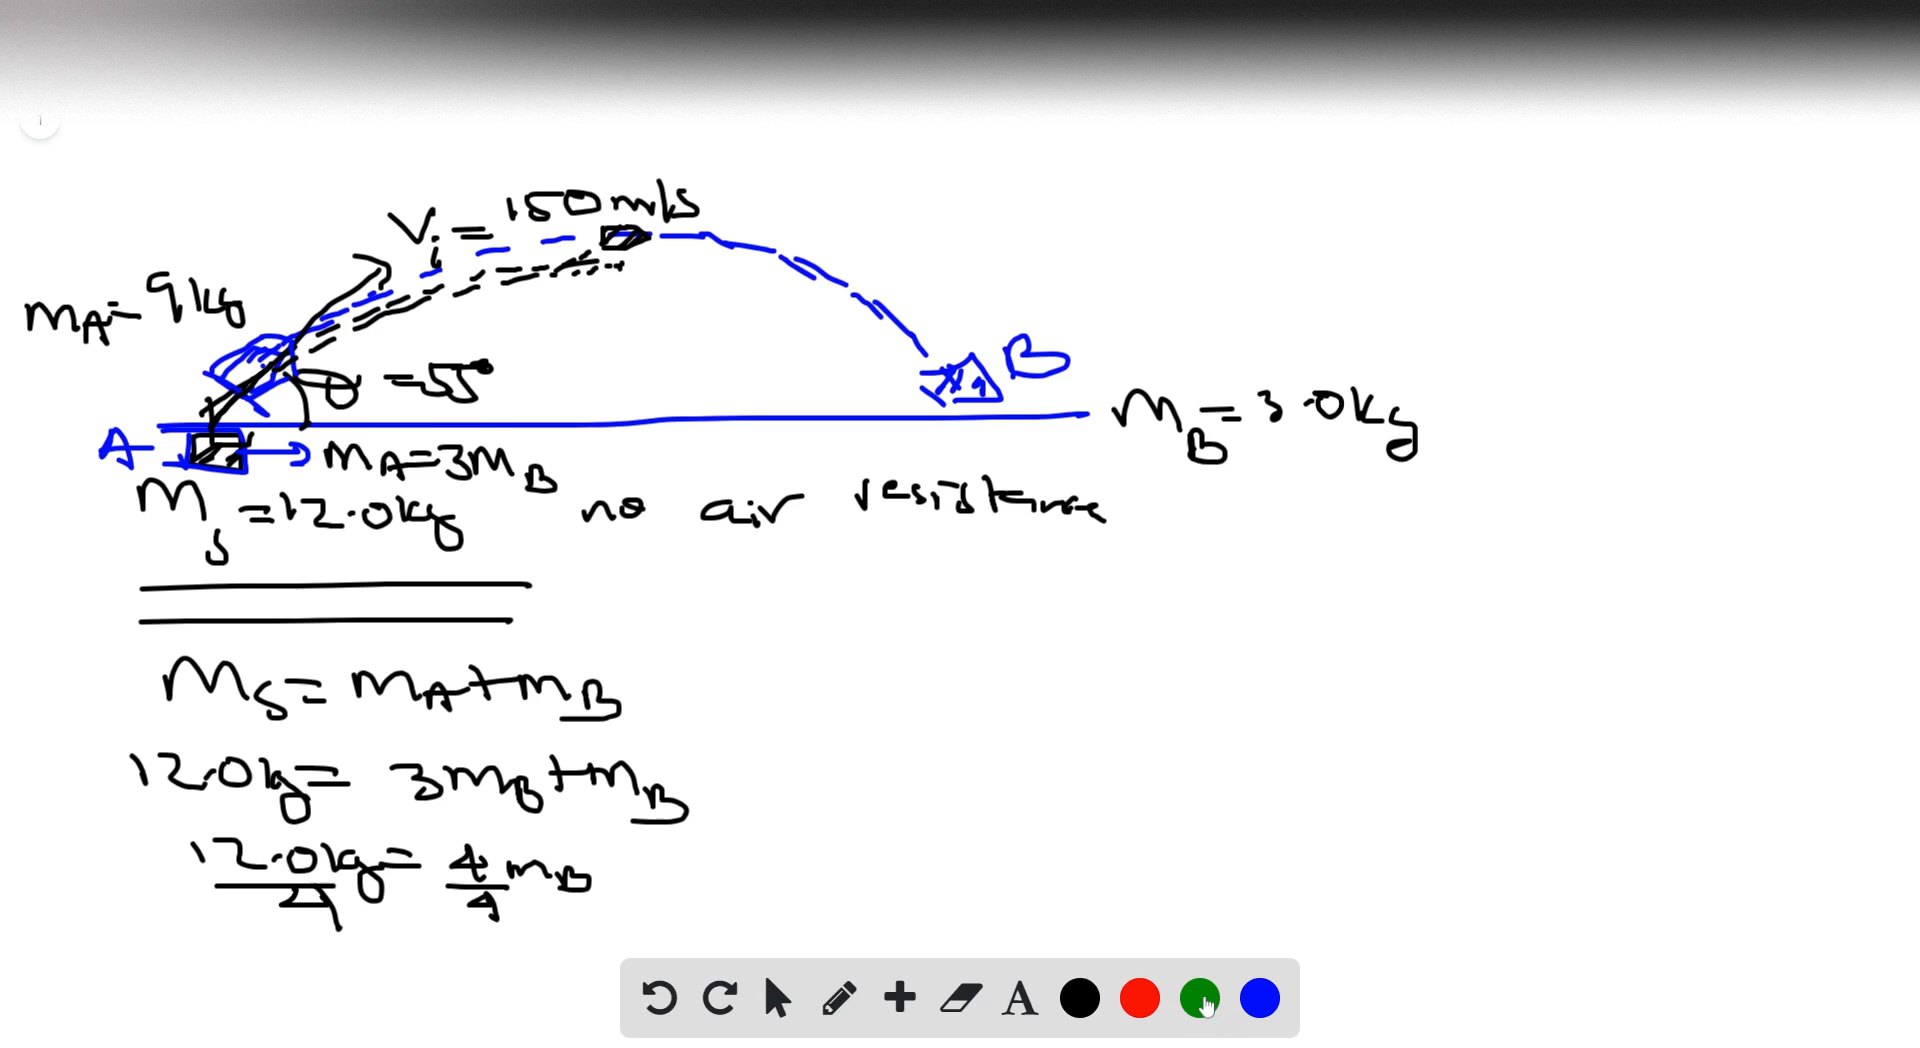 1
Vi = 150 m/s
mA = 9 kg
θ = 55°
B
mB = 3.0 kg
A
mA = 3mB
ms = 12.0 kg no air resistance
ms = mA + mB
12.0 kg = 3mB + mB
12.0 kg = 4 mB
4 4
A